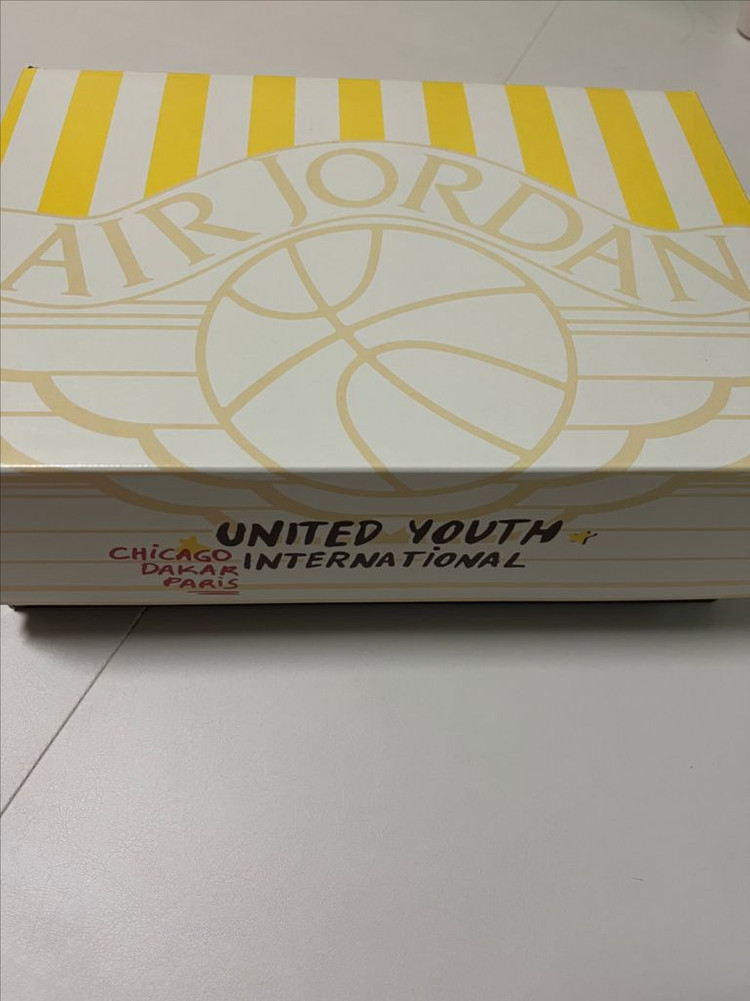 AIR JORDAN
UNITED YOUTH
INTERNATIONAL
CHiCAGO
DAKAR
PARiS